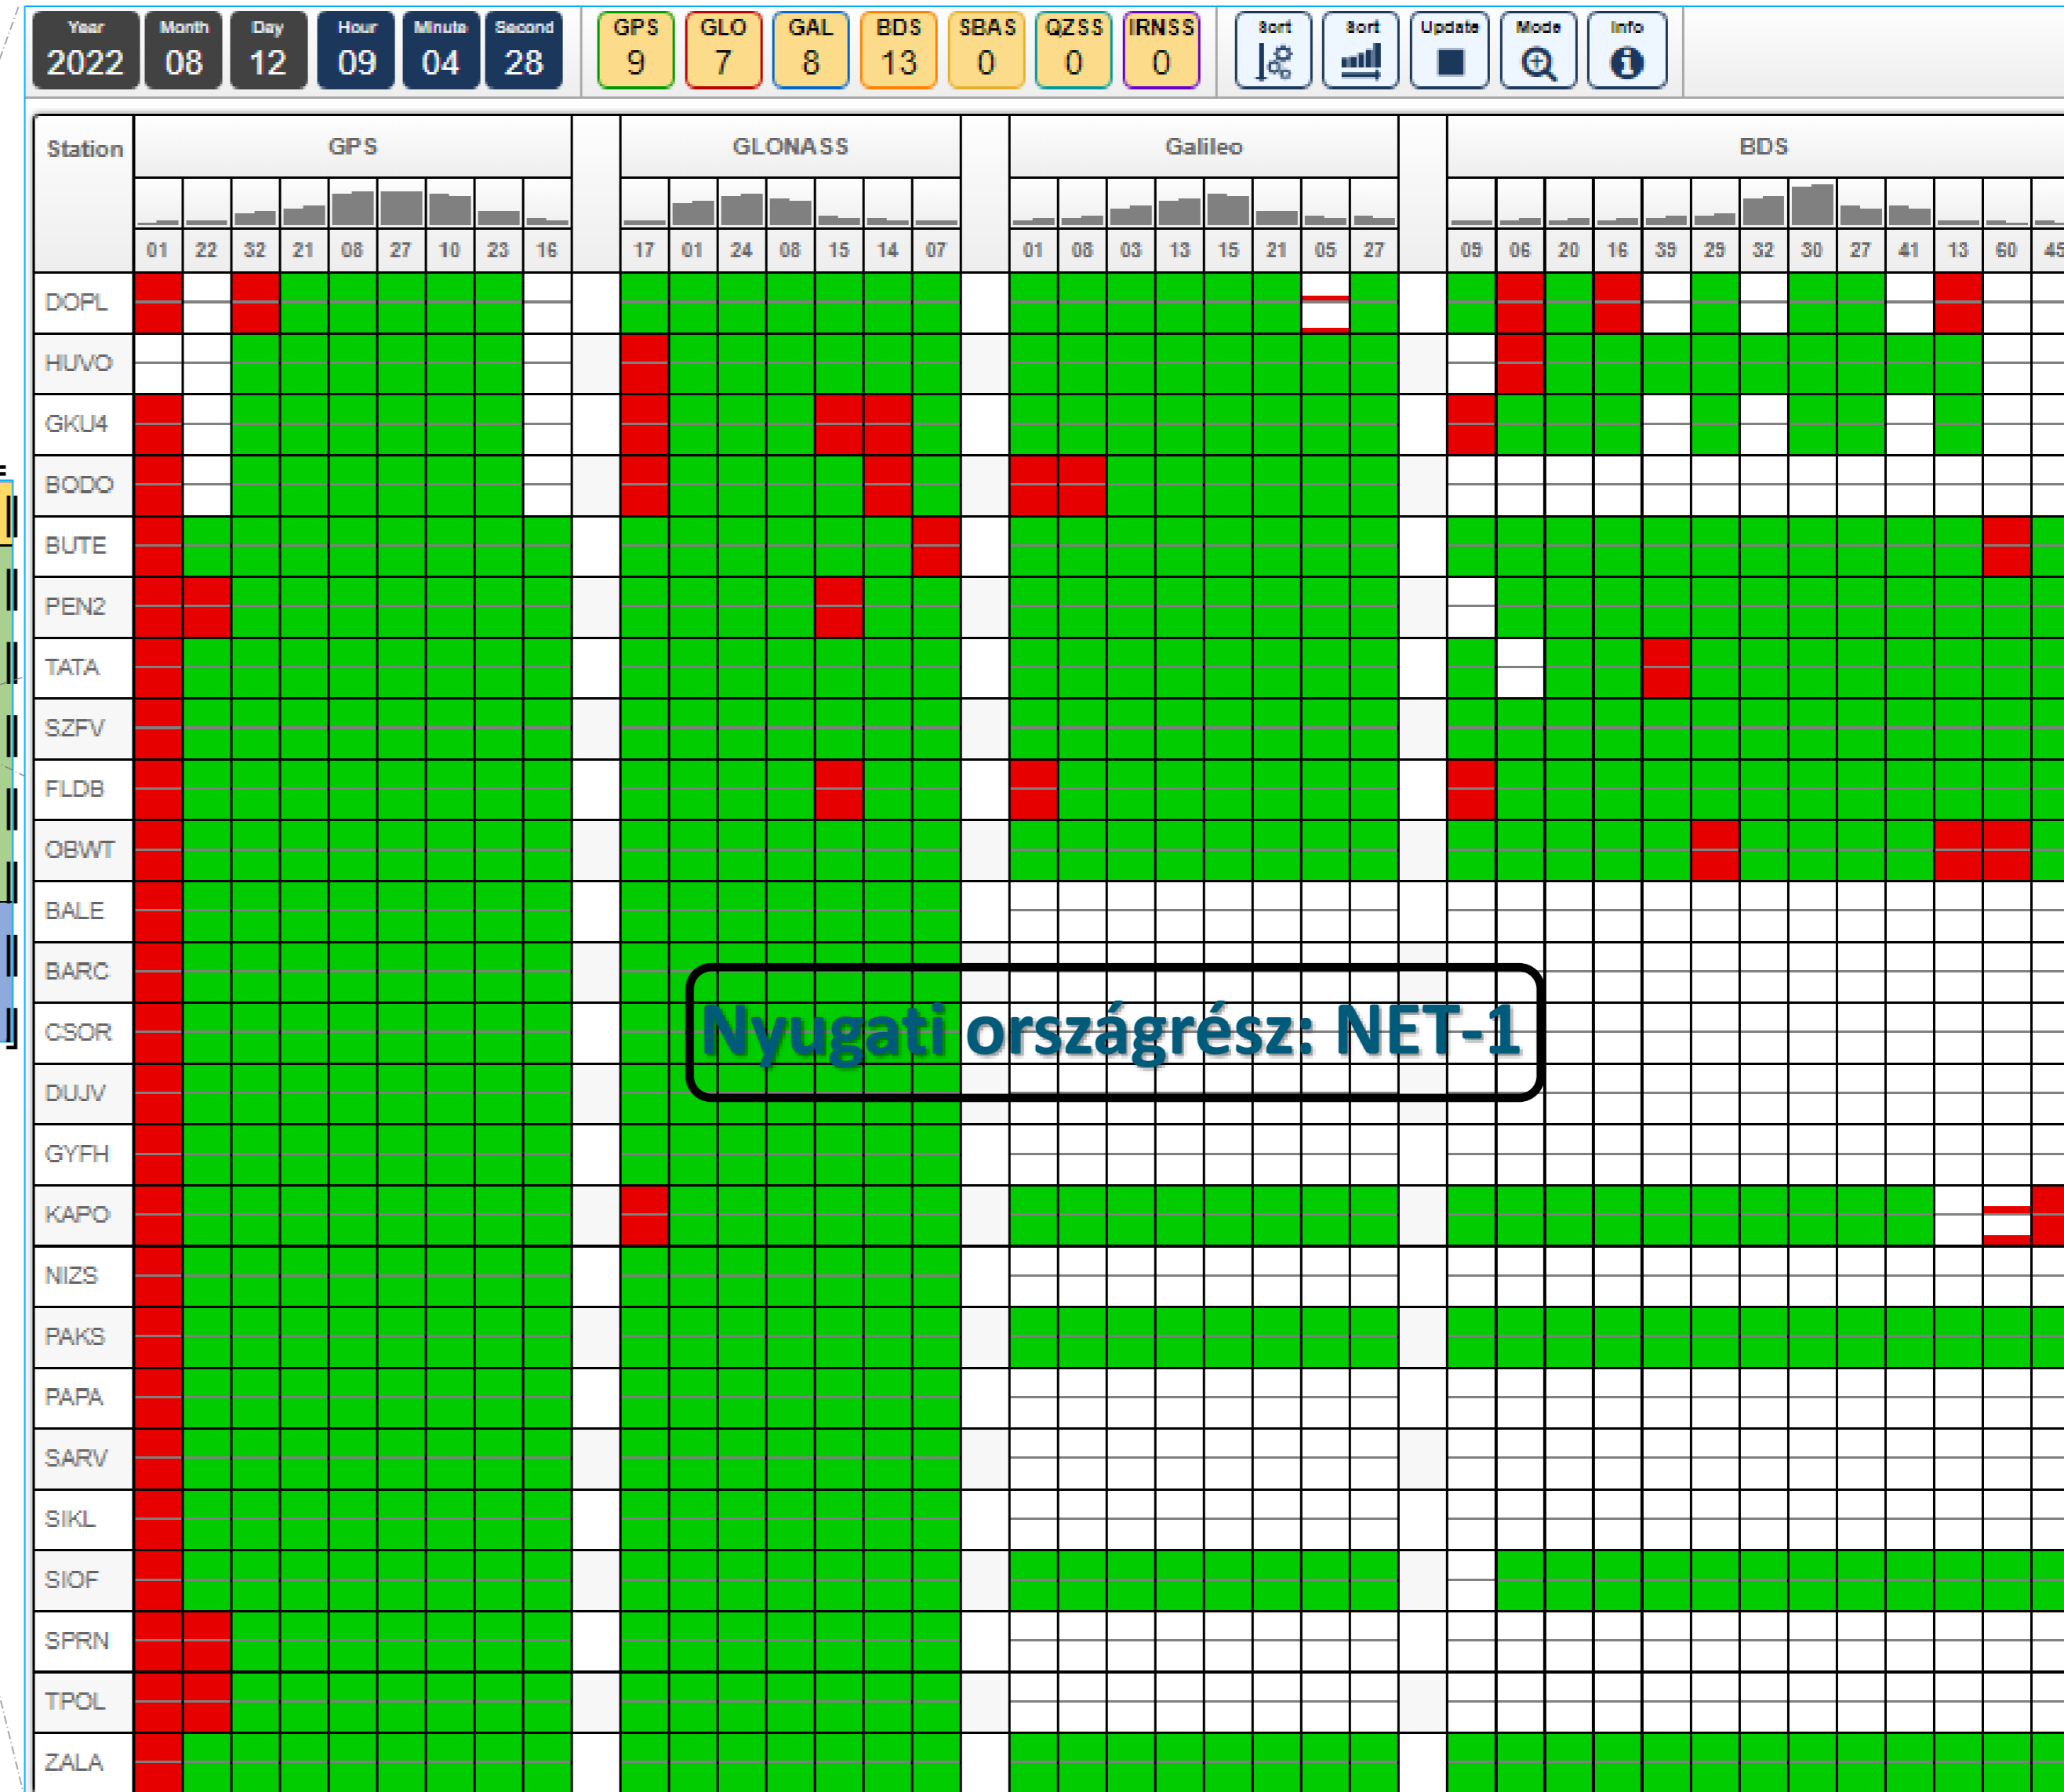 Year Month Day Hour Minute Second GPS GLO GAL BDS SBAS QZSS IRNSS Sort Sort Update Mode Info
2022 08 12 09 04 28 9 7 8 13 0 0 0
Station GPS GLONASS Galileo BDS
01 22 32 21 08 27 10 23 16 17 01 24 08 15 14 07 01 08 03 13 15 21 05 27 09 06 20 16 39 29 32 30 27 41 13 60 45
DOPL
HUVO
GKU4
BODO
BUTE
PEN2
TATA
SZFV
FLDB
OBWT
BALE
BARC
CSOR
Nyugati országrész: NET-1
DUJV
GYFH
KAPO
NIZS
PAKS
PAPA
SARV
SIKL
SIOF
SPRN
TPOL
ZALA